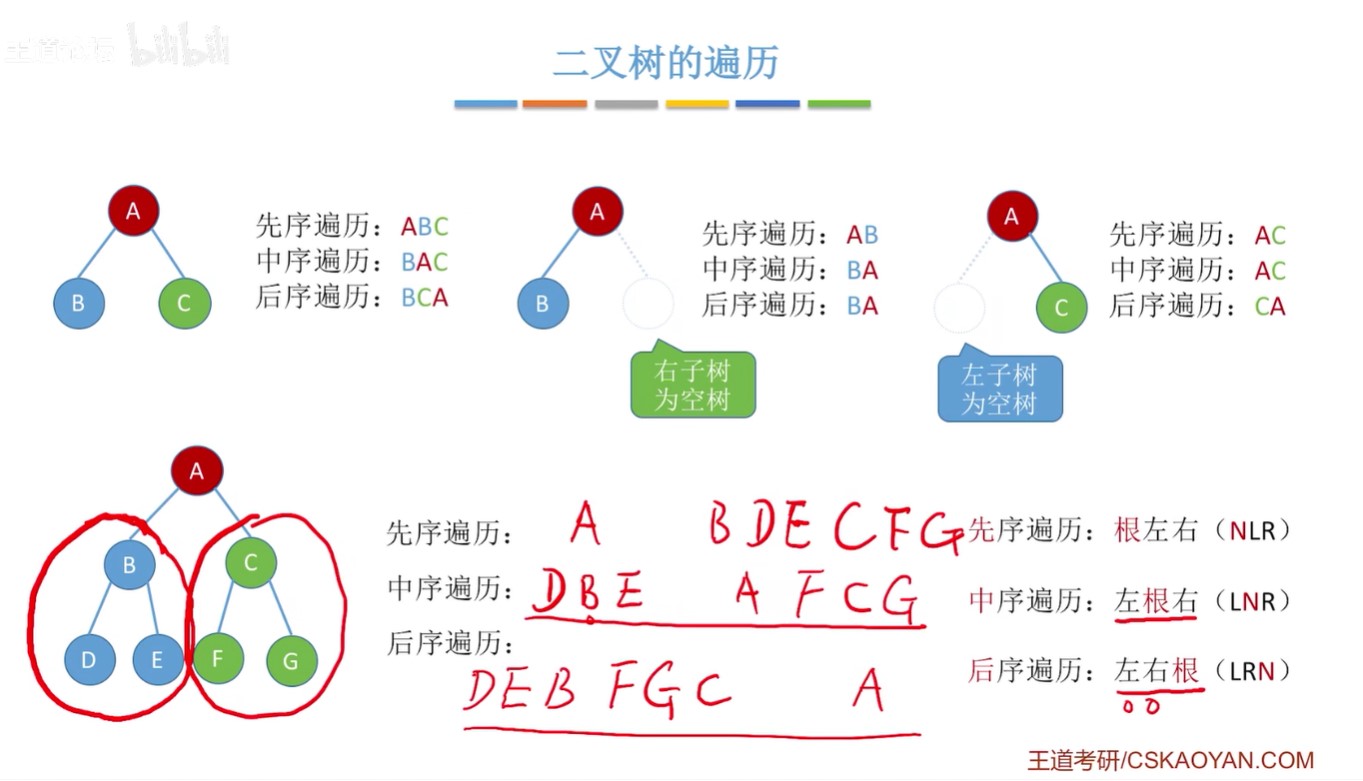 王道论坛 bilibili
二叉树的遍历
A
B C
先序遍历：ABC
中序遍历：BAC
后序遍历：BCA
A
B
先序遍历：AB
中序遍历：BA
后序遍历：BA
右子树
为空树
A
C
先序遍历：AC
中序遍历：AC
后序遍历：CA
左子树
为空树
A
B C
D E F G
先序遍历： A BDECFG
中序遍历： DBE A FCG
后序遍历：
DEB FGC A
先序遍历：根左右（NLR）
中序遍历：左根右（LNR）
后序遍历：左右根（LRN）
王道考研/CSKAOYAN.COM